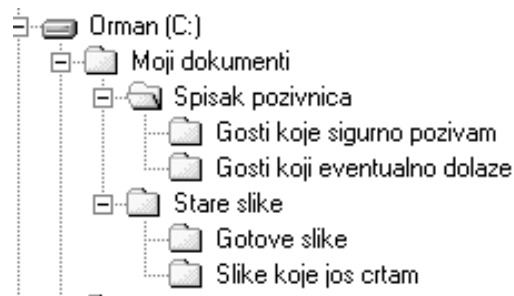 Orman (C:)
Moji dokumenti
Spisak pozivnica
Gosti koje sigurno pozivam
Gosti koji eventualno dolaze
Stare slike
Gotove slike
Slike koje jos crtam